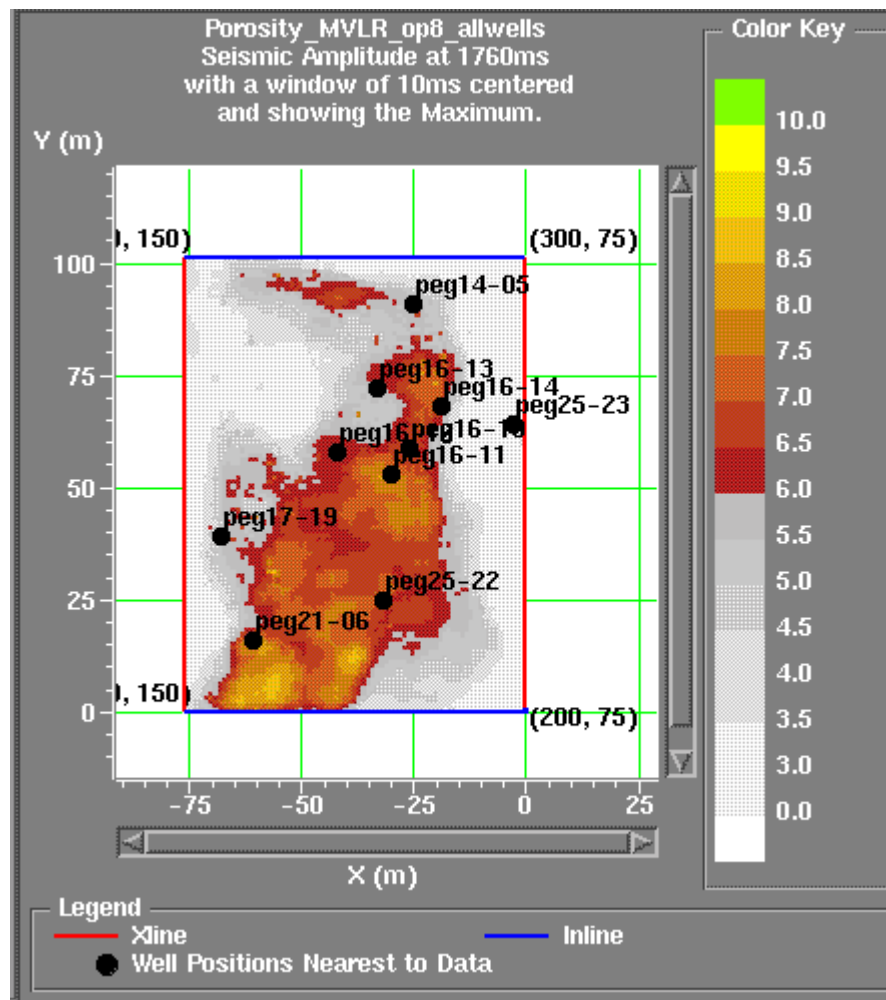 Porosity_MVLR_op8_allwells
Seismic Amplitude at 1760ms
with a window of 10ms centered
and showing the Maximum.
Color Key
10.0
9.5
9.0
8.5
8.0
7.5
7.0
6.5
6.0
5.5
5.0
4.5
4.0
3.5
3.0
0.0
Y (m)
, 150)
(300, 75)
100
peg14-05
75
peg16-13
peg16-14
peg25-23
peg16-11
50
peg17-19
25
peg25-22
peg21-06
, 150)
0
(200, 75)
-75
-50
-25
0
25
X (m)
Legend
Xline
Inline
Well Positions Nearest to Data